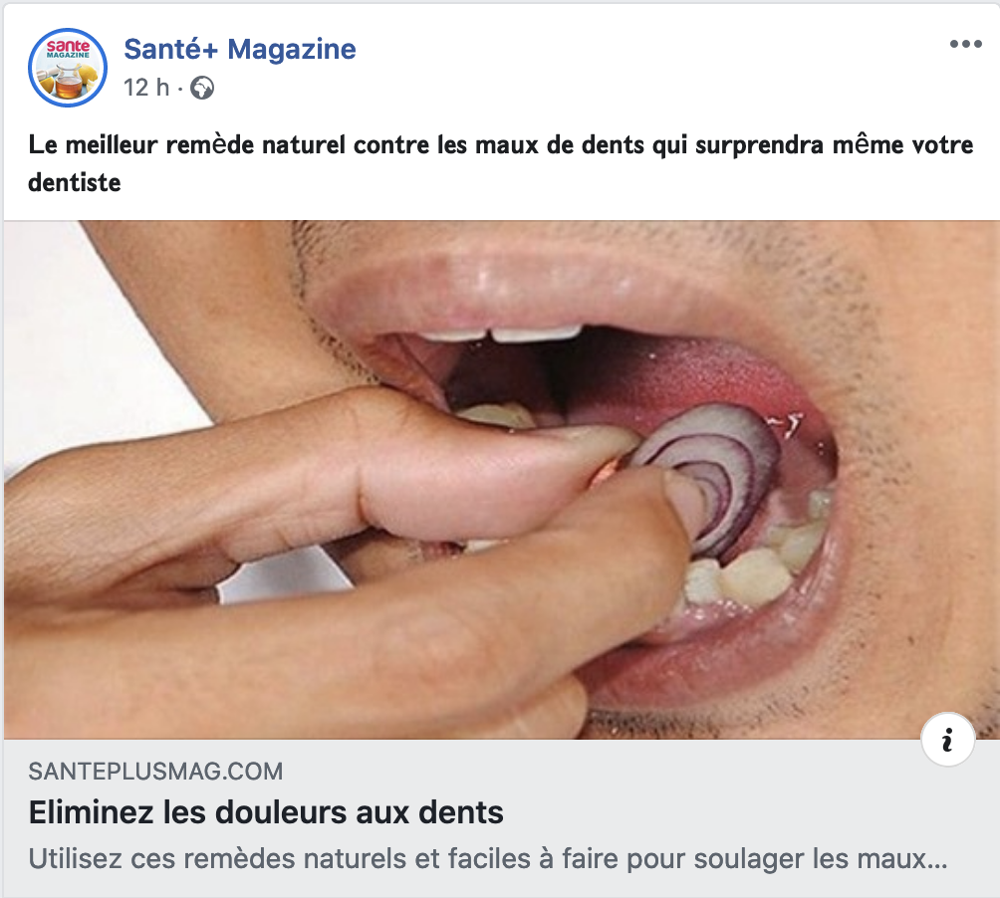 sante
MAGAZINE
Santé+ Magazine
12 h ·
Le meilleur remède naturel contre les maux de dents qui surprendra même votre
dentiste
i
SANTEPLUSMAG.COM
Eliminez les douleurs aux dents
Utilisez ces remèdes naturels et faciles à faire pour soulager les maux...